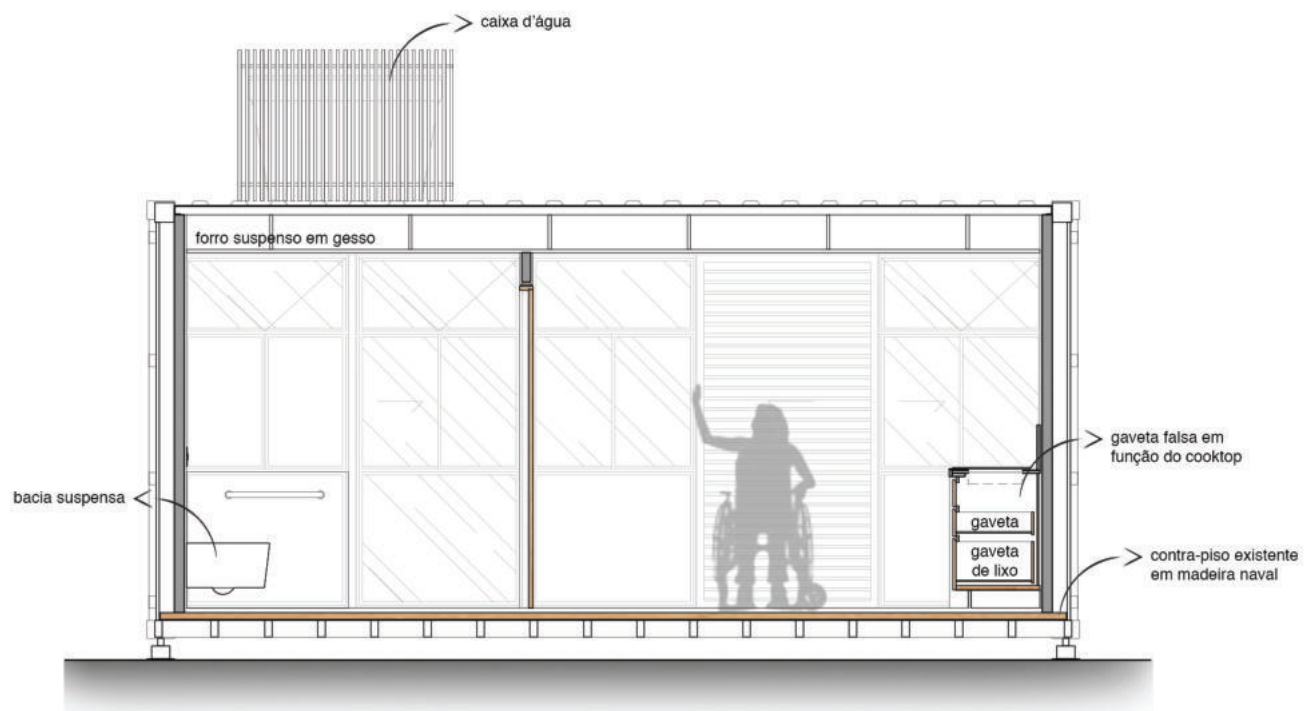 caixa d'água
forro suspenso em gesso
gaveta falsa em
função do cooktop
bacia suspensa
gaveta
gaveta
de lixo
contra-piso existente
em madeira naval